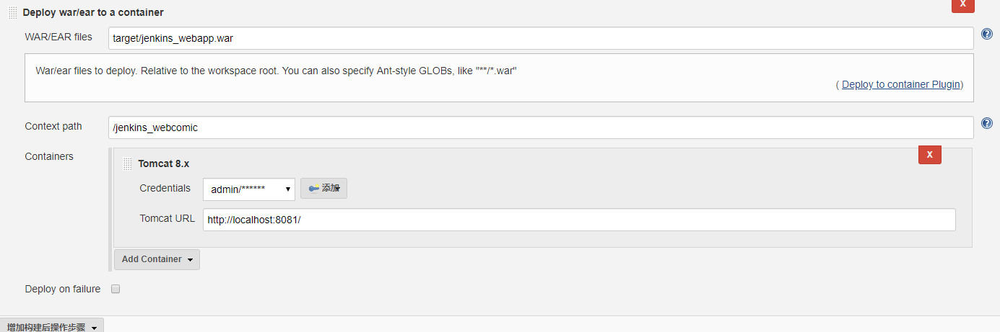 Deploy war/ear to a container
X
WAR/EAR files
target/jenkins_webapp.war
War/ear files to deploy. Relative to the workspace root. You can also specify Ant-style GLOBs, like "**/*.war"
( Deploy to container Plugin)
Context path
/jenkins_webcomic
Containers
X
Tomcat 8.x
Credentials
admin/******
添加
Tomcat URL
http://localhost:8081/
Add Container
Deploy on failure
增加构建后操作步骤